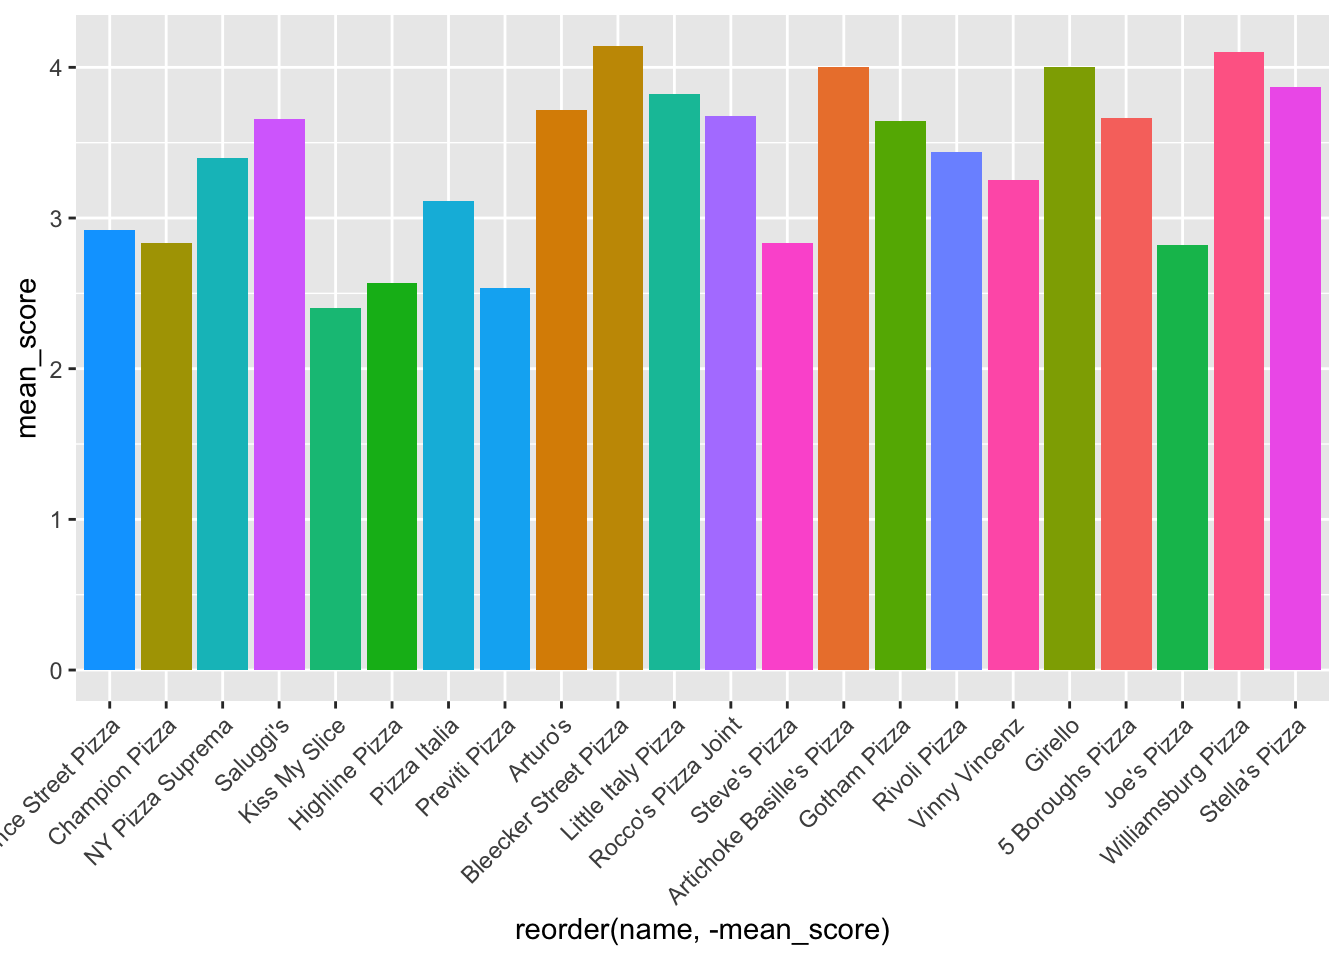 mean_score
4
3
2
1
0
Street Pizza
Champion Pizza
NY Pizza Suprema
Saluggi's
Kiss My Slice
Highline Pizza
Pizza Italia
Previti Pizza
Arturo's
Bleecker Street Pizza
Little Italy Pizza
Rocco's Pizza Joint
Steve's Pizza
Artichoke Basille's Pizza
Gotham Pizza
Rivoli Pizza
Vinny Vincenz
Girello
5 Boroughs Pizza
Joe's Pizza
Williamsburg Pizza
Stella's Pizza
reorder(name, -mean_score)